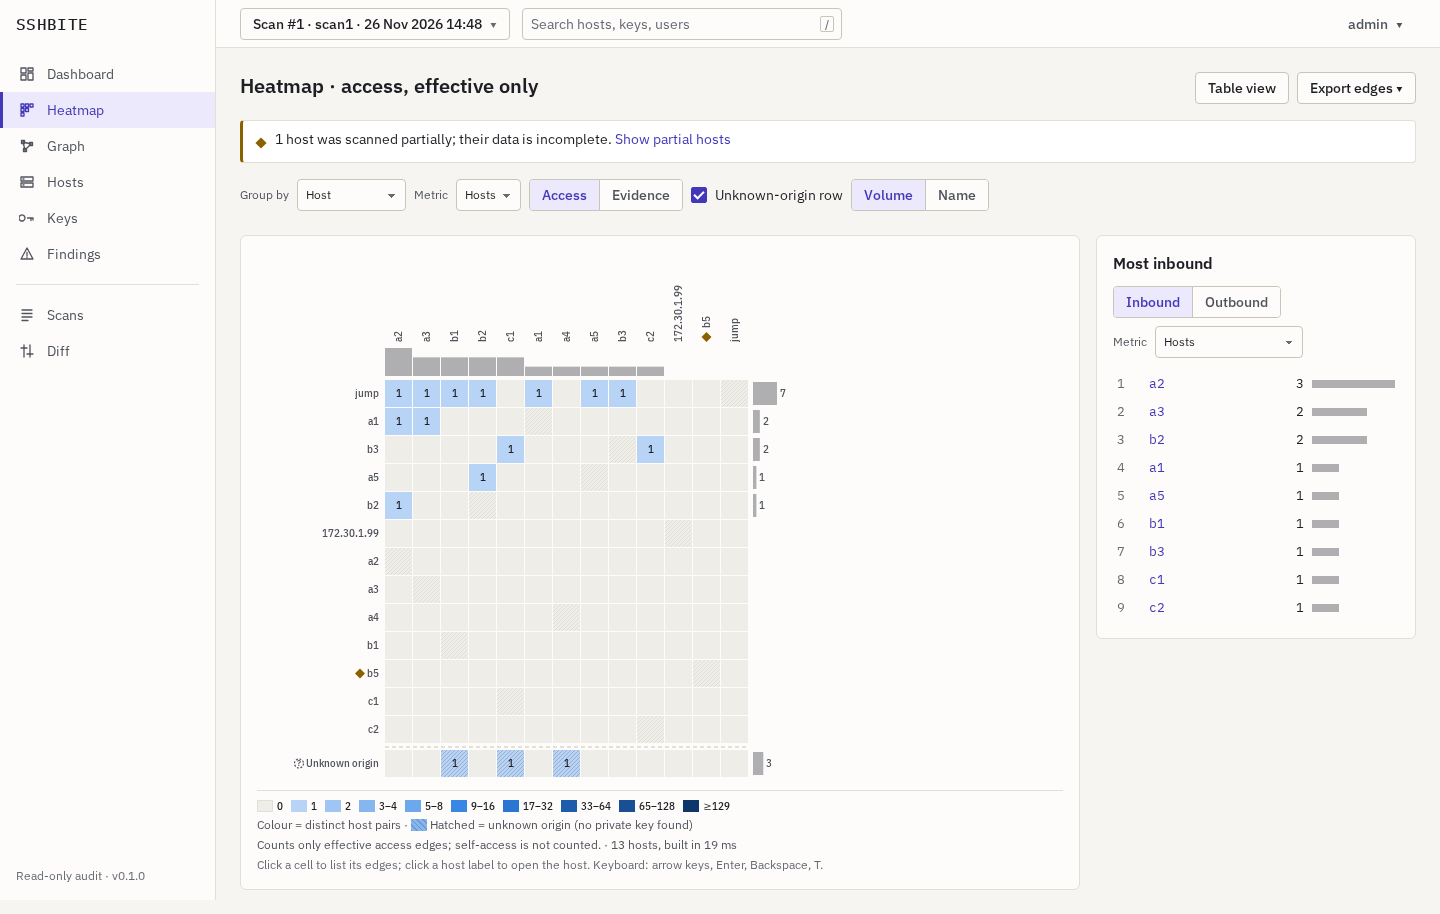 SSHBITE
Scan #1 · scan1 · 26 Nov 2026 14:48 ▾
Search hosts, keys, users /
admin ▾
Dashboard
Heatmap
Graph
Hosts
Keys
Findings
Scans
Diff
Read-only audit · v0.1.0
Heatmap · access, effective only
Table view
Export edges ▾
1 host was scanned partially; their data is incomplete. Show partial hosts
Group by Host Metric Hosts Access Evidence Unknown-origin row Volume Name
a2 a3 b1 b2 c1 a1 a4 a5 b3 c2 172.30.1.99 b5 jump
jump 1 1 1 1 1 1 1 7
a1 1 1 2
b3 1 1 2
a5 1 1
b2 1 1
172.30.1.99
a2
a3
a4
b1
b5
c1
c2
? Unknown origin 1 1 1 3
0 1 2 3–4 5–8 9–16 17–32 33–64 65–128 ≥129
Colour = distinct host pairs · Hatched = unknown origin (no private key found)
Counts only effective access edges; self-access is not counted. · 13 hosts, built in 19 ms
Click a cell to list its edges; click a host label to open the host. Keyboard: arrow keys, Enter, Backspace, T.
Most inbound
Inbound Outbound
Metric Hosts
1 a2 3
2 a3 2
3 b2 2
4 a1 1
5 a5 1
6 b1 1
7 b3 1
8 c1 1
9 c2 1